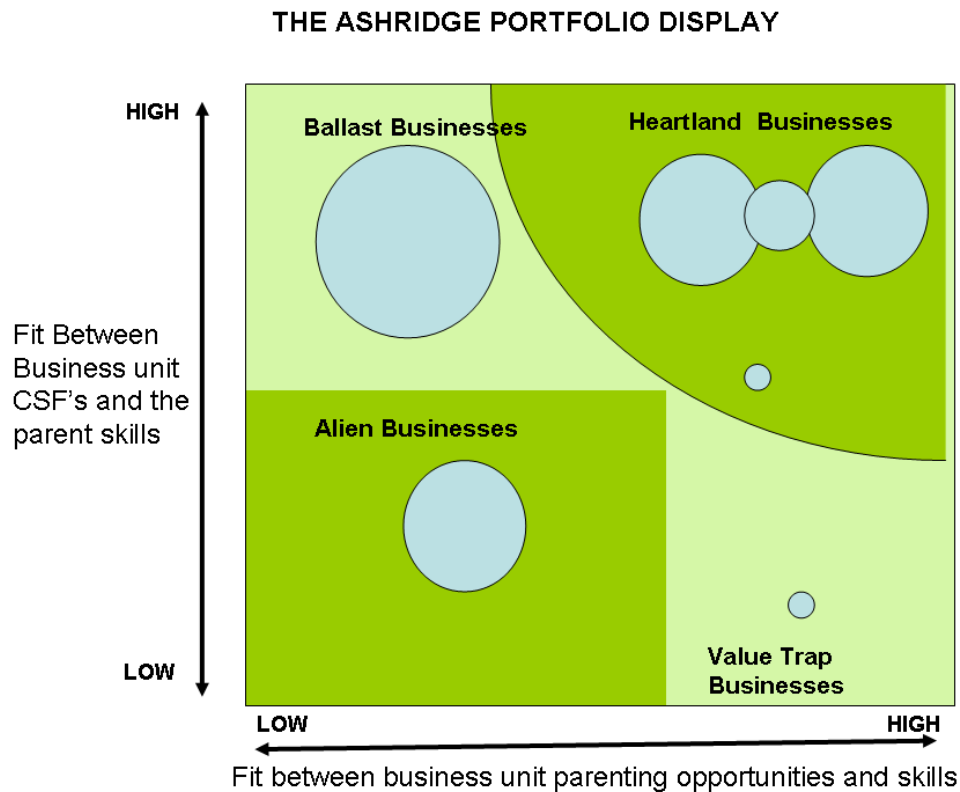 THE ASHRIDGE PORTFOLIO DISPLAY
HIGH
Ballast Businesses
Heartland Businesses
Fit Between
Business unit
CSF's and the
parent skills
Alien Businesses
Value Trap
Businesses
LOW
LOW
HIGH
Fit between business unit parenting opportunities and skills